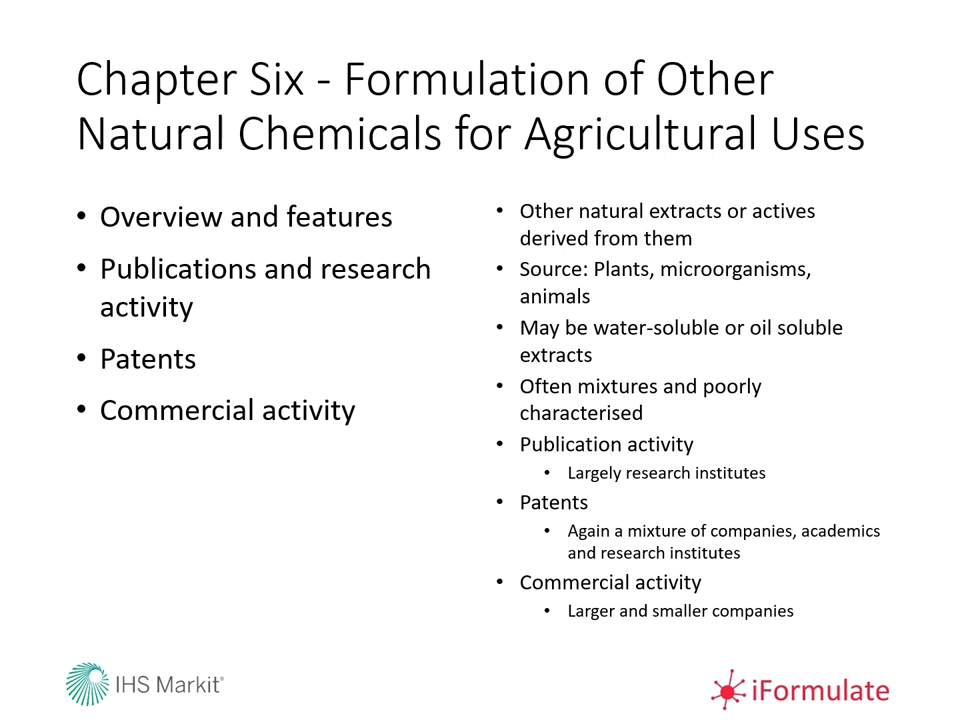 Chapter Six - Formulation of Other
Natural Chemicals for Agricultural Uses
• Overview and features
• Publications and research
activity
• Patents
• Commercial activity
• Other natural extracts or actives
derived from them
• Source: Plants, microorganisms,
animals
• May be water-soluble or oil soluble
extracts
• Often mixtures and poorly
characterised
• Publication activity
• Largely research institutes
• Patents
• Again a mixture of companies, academics
and research institutes
• Commercial activity
• Larger and smaller companies
IHS Markit®
iFormulate